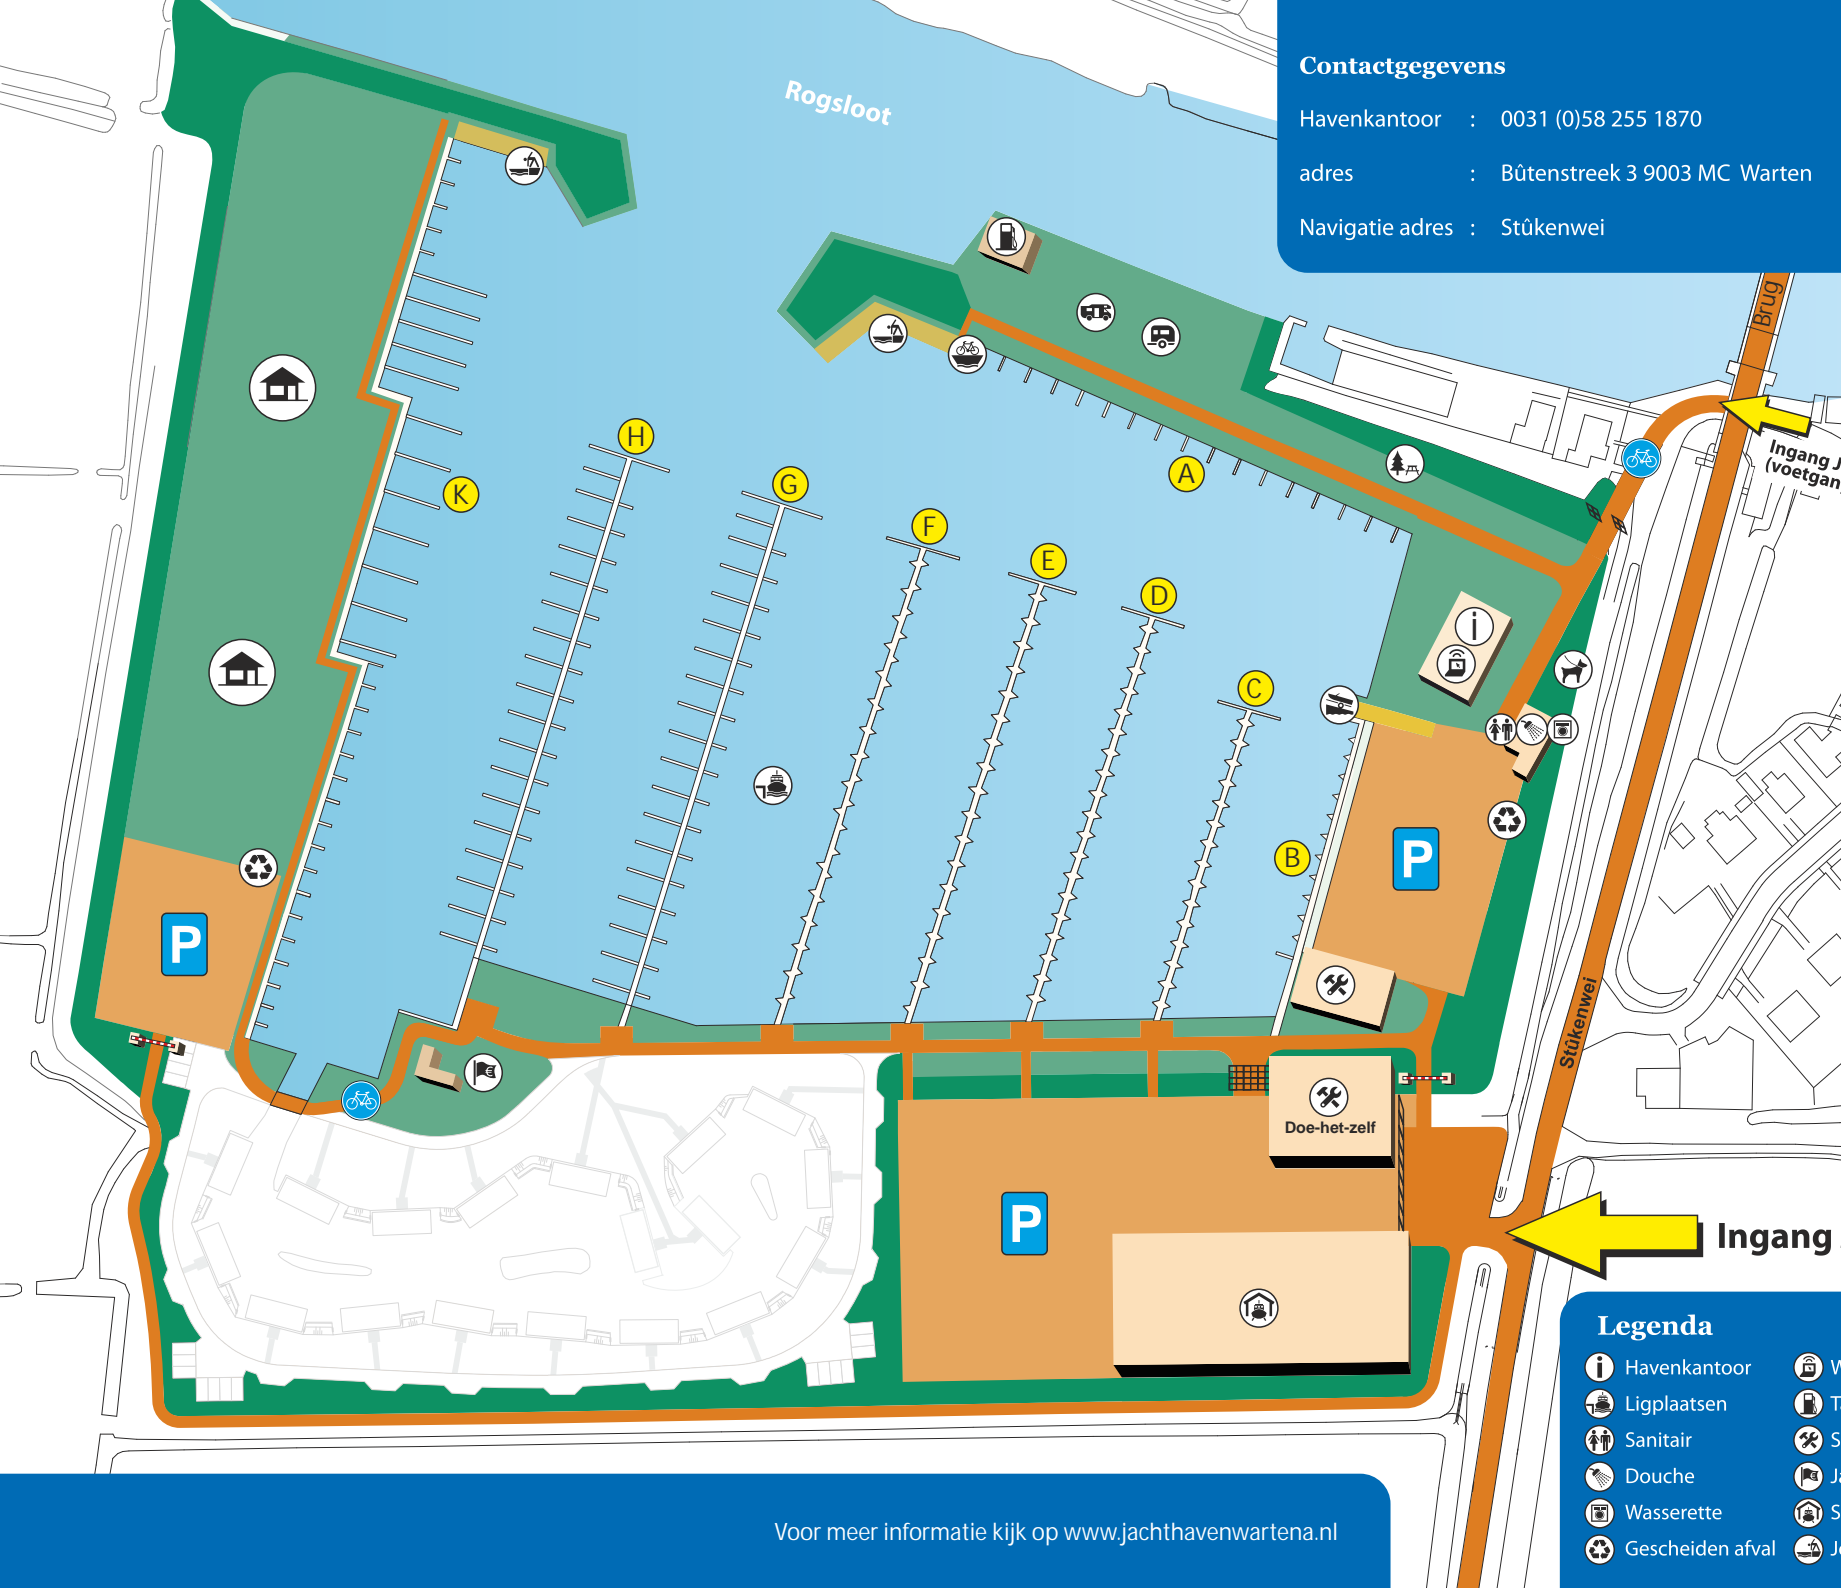 Contactgegevens
Havenkantoor : 0031 (0)58 255 1870
adres : Bûtenstreek 3 9003 MC Warten
Navigatie adres : Stûkenwei
Rogsloot
Brug
Ingang
(voetgan
K
H
G
F
E
D
C
B
A
i
P
P
P
Stûkenwei
Doe-het-zelf
Ingang
Legenda
i Havenkantoor
Ligplaatsen
Sanitair
Douche
Wasserette
Gescheiden afval
Voor meer informatie kijk op www.jachthavenwartena.nl